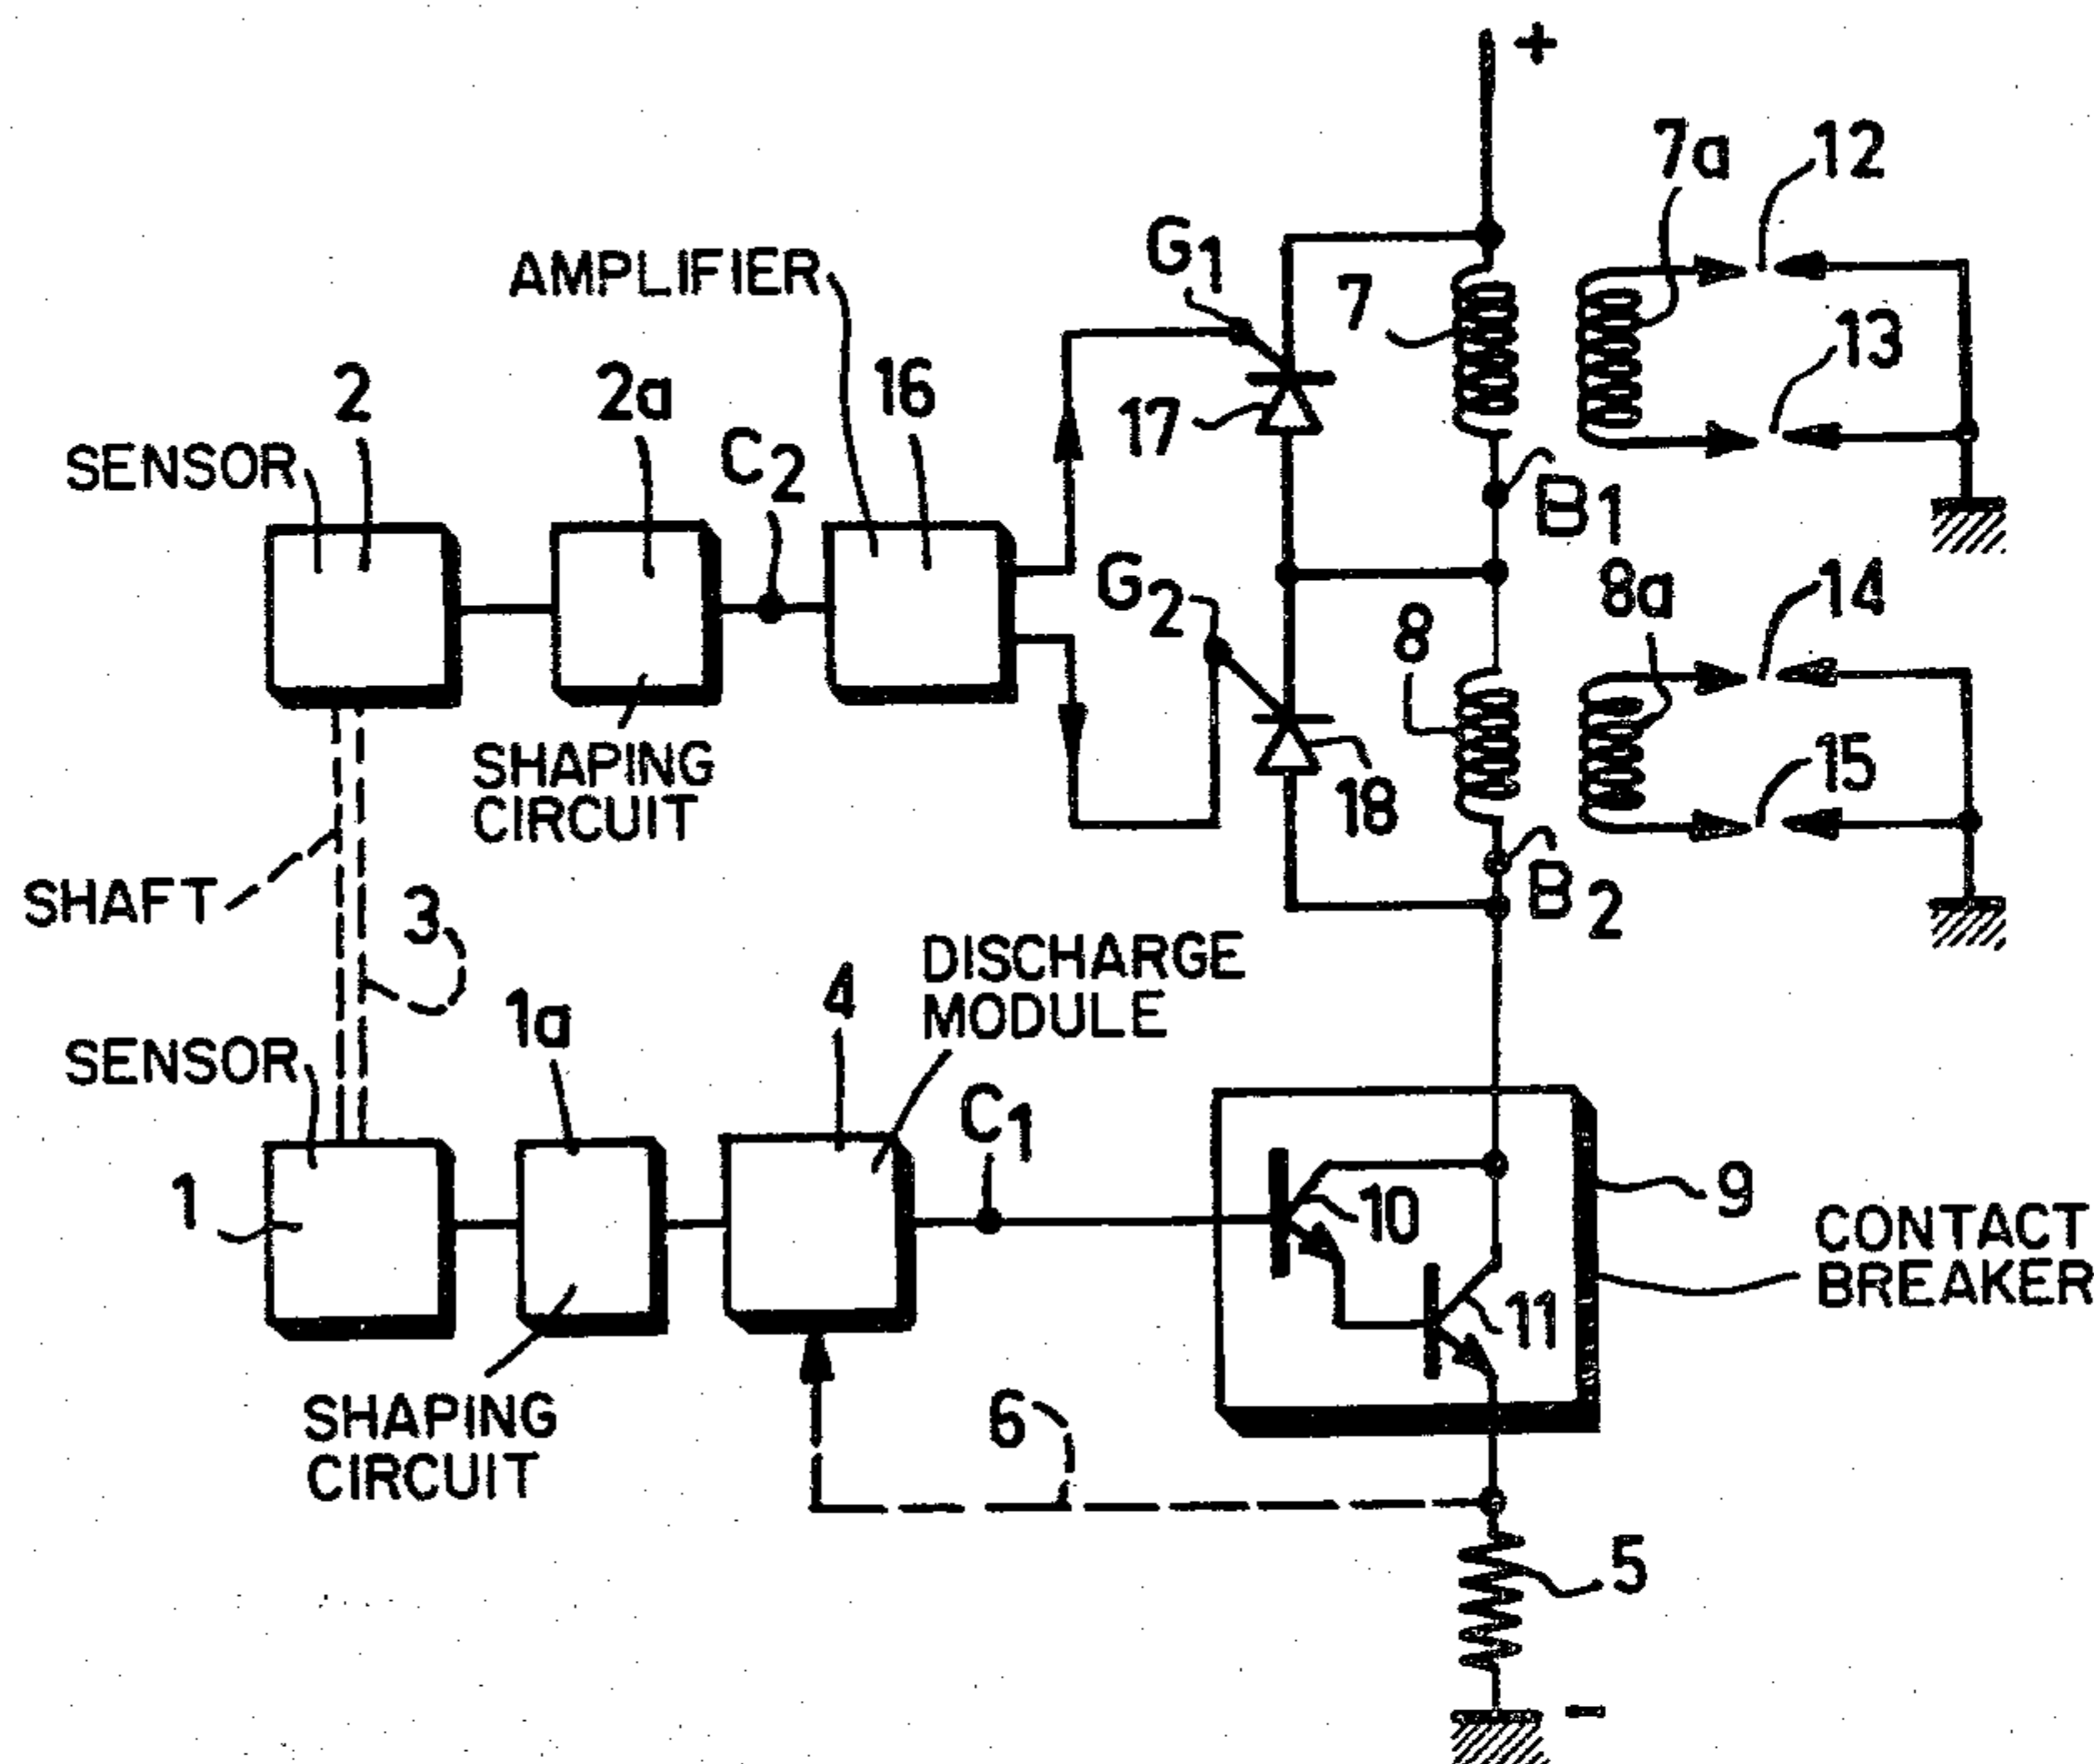 +
7a
12
G1
AMPLIFIER
7
13
2
2a
16
17
C2
SENSOR
B1
G2
8a
14
8
SHAPING
CIRCUIT
15
18
SHAFT
3
B2
DISCHARGE
MODULE
4
1a
SENSOR
C1
1
10
9
CONTACT
BREAKER
11
SHAPING
CIRCUIT
6
5
-